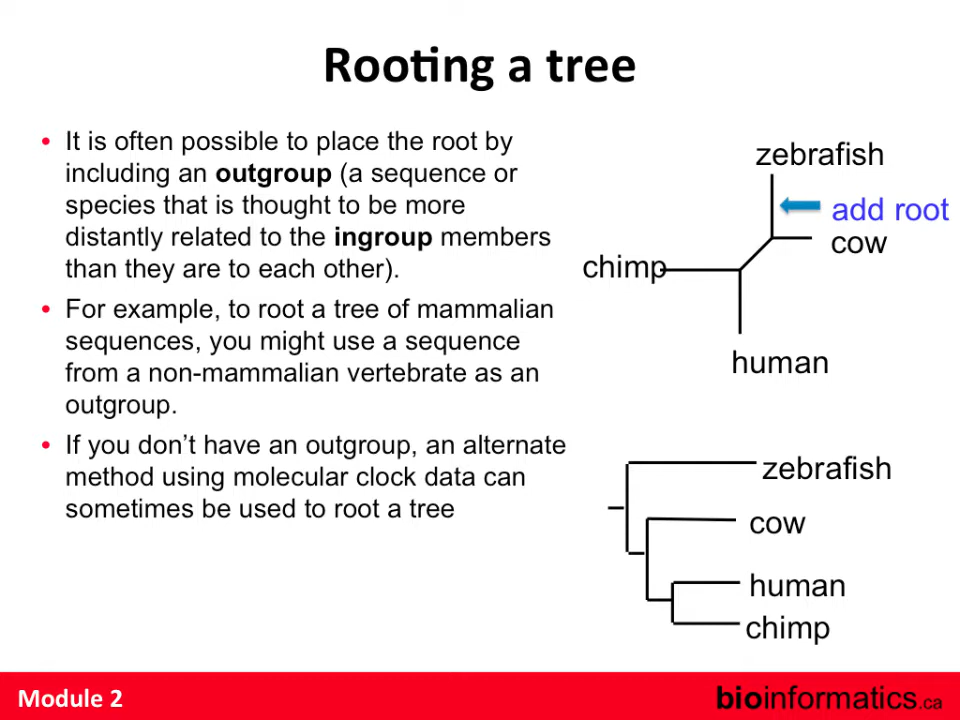 Rooting a tree
• It is often possible to place the root by
including an outgroup (a sequence or
species that is thought to be more
distantly related to the ingroup members
than they are to each other).
• For example, to root a tree of mammalian
sequences, you might use a sequence
from a non-mammalian vertebrate as an
outgroup.
• If you don’t have an outgroup, an alternate
method using molecular clock data can
sometimes be used to root a tree
zebrafish
add root
cow
chimp
human
zebrafish
cow
human
chimp
Module 2
bioinformatics.ca